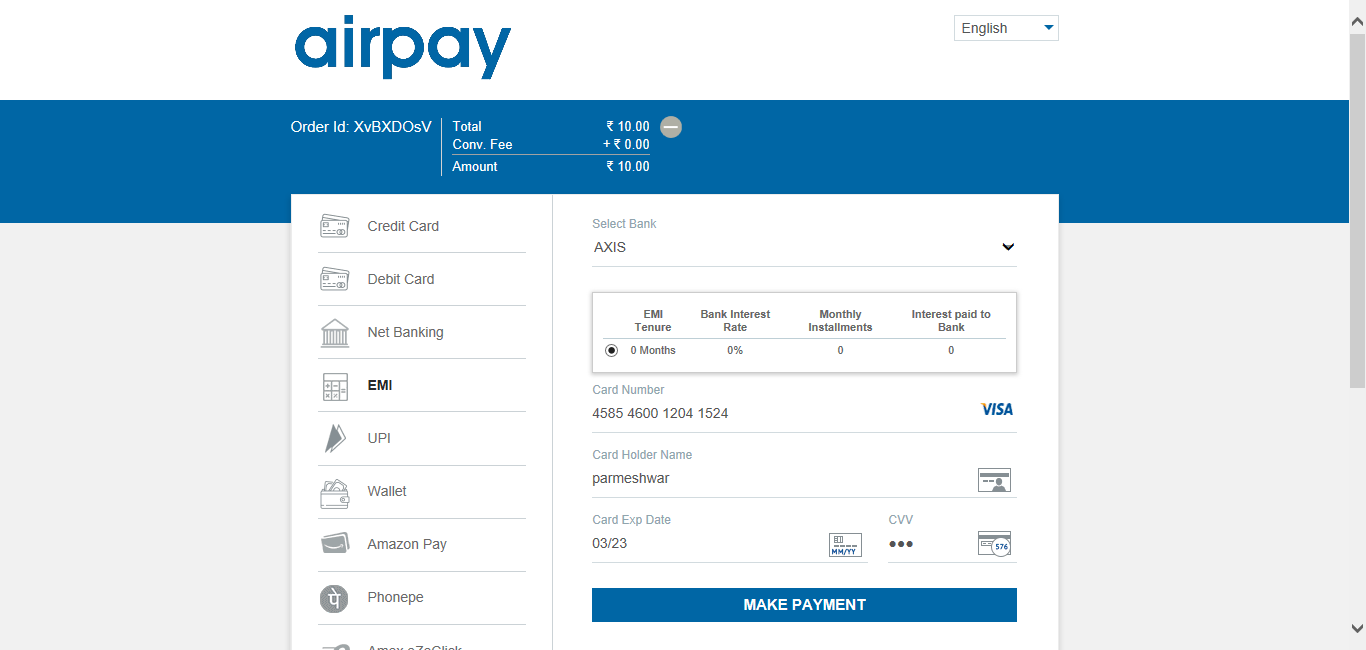 airpay
English
Order Id: XvBXDOsV
Total ₹ 10.00
Conv. Fee + ₹ 0.00
Amount ₹ 10.00
Credit Card
Debit Card
Net Banking
EMI
UPI
Wallet
Amazon Pay
Phonepe
Amex eZeClick
Select Bank
AXIS
EMI Bank Interest Monthly Interest paid to
Tenure Rate Installments Bank
0 Months 0% 0 0
Card Number
4585 4600 1204 1524 VISA
Card Holder Name
parmeshwar
Card Exp Date CVV
03/23 MM/YY ●●● 576
MAKE PAYMENT